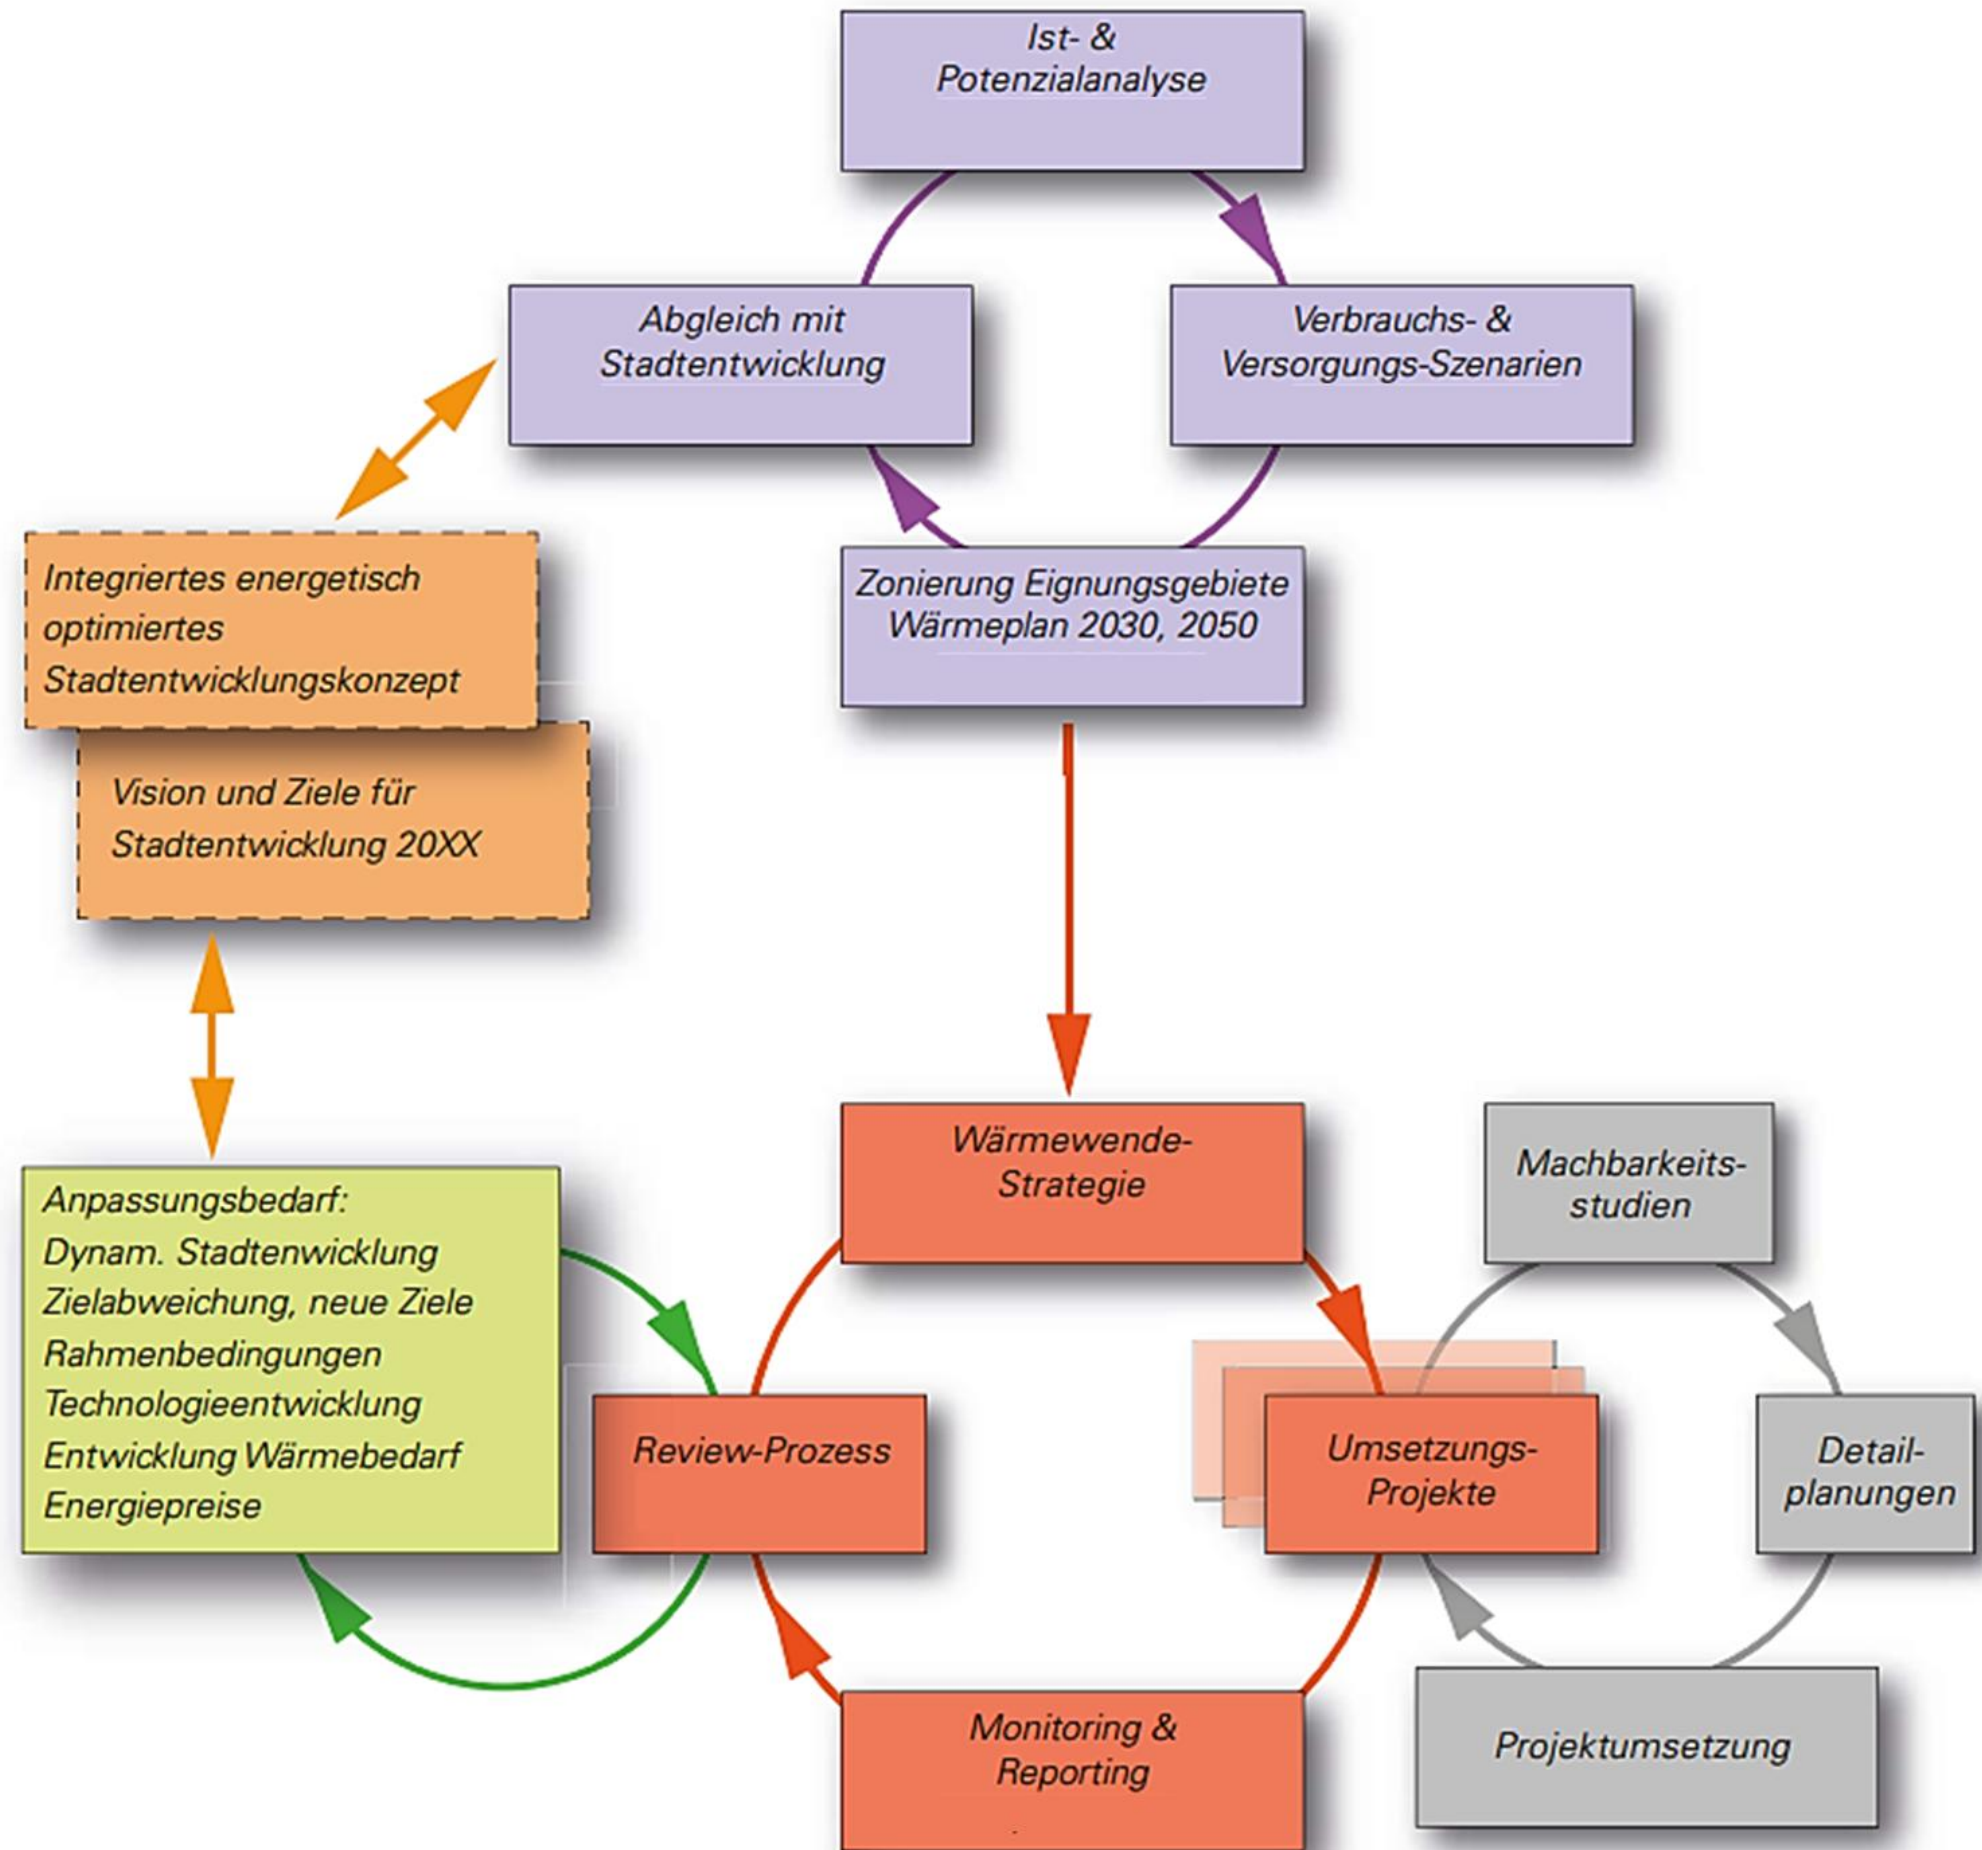 Ist- &
Potenzialanalyse
Abgleich mit
Stadtentwicklung
Verbrauchs- &
Versorgungs-Szenarien
Zonierung Eignungsgebiete
Wärmeplan 2030, 2050
Integriertes energetisch
optimiertes
Stadtentwicklungskonzept
Vision und Ziele für
Stadtentwicklung 20XX
Anpassungsbedarf:
Dynam. Stadtenwicklung
Zielabweichung, neue Ziele
Rahmenbedingungen
Technologieentwicklung
Entwicklung Wärmebedarf
Energiepreise
Wärmewende-
Strategie
Review-Prozess
Umsetzungs-
Projekte
Monitoring &
Reporting
Machbarkeits-
studien
Detail-
planungen
Projektumsetzung